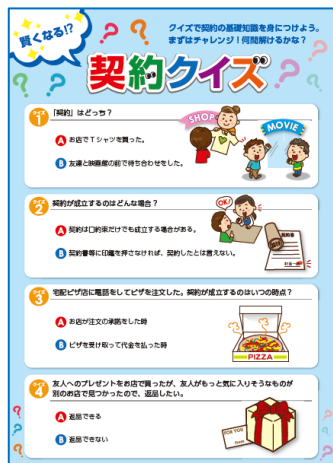 賢くなる!?
クイズで契約の基礎知識を身につけよう。
まずはチャレンジ！何問解けるかな？
契約クイズ
クイズ
1
「契約」はどっち？
SHOP
MOVIE
A お店でTシャツを買った。
B 友達と映画館の前で待ち合わせをした。
クイズ
2
契約が成立するのはどんな場合？
OK!
A 契約は口約束だけでも成立する場合がある。
B 契約書等に印鑑を押さなければ、契約したとは言えない。
契約書
クイズ
3
宅配ピザ店に電話をしてピザを注文した。契約が成立するのはいつの時点？
A お店が注文の承諾をした時
B ピザを受け取って代金を払った時
PIZZA
クイズ
4
友人へのプレゼントをお店で買ったが、友人がもっと気に入りそうなものが
別のお店で見つかったので、返品したい。
A 返品できる
B 返品できない
FOR YOU